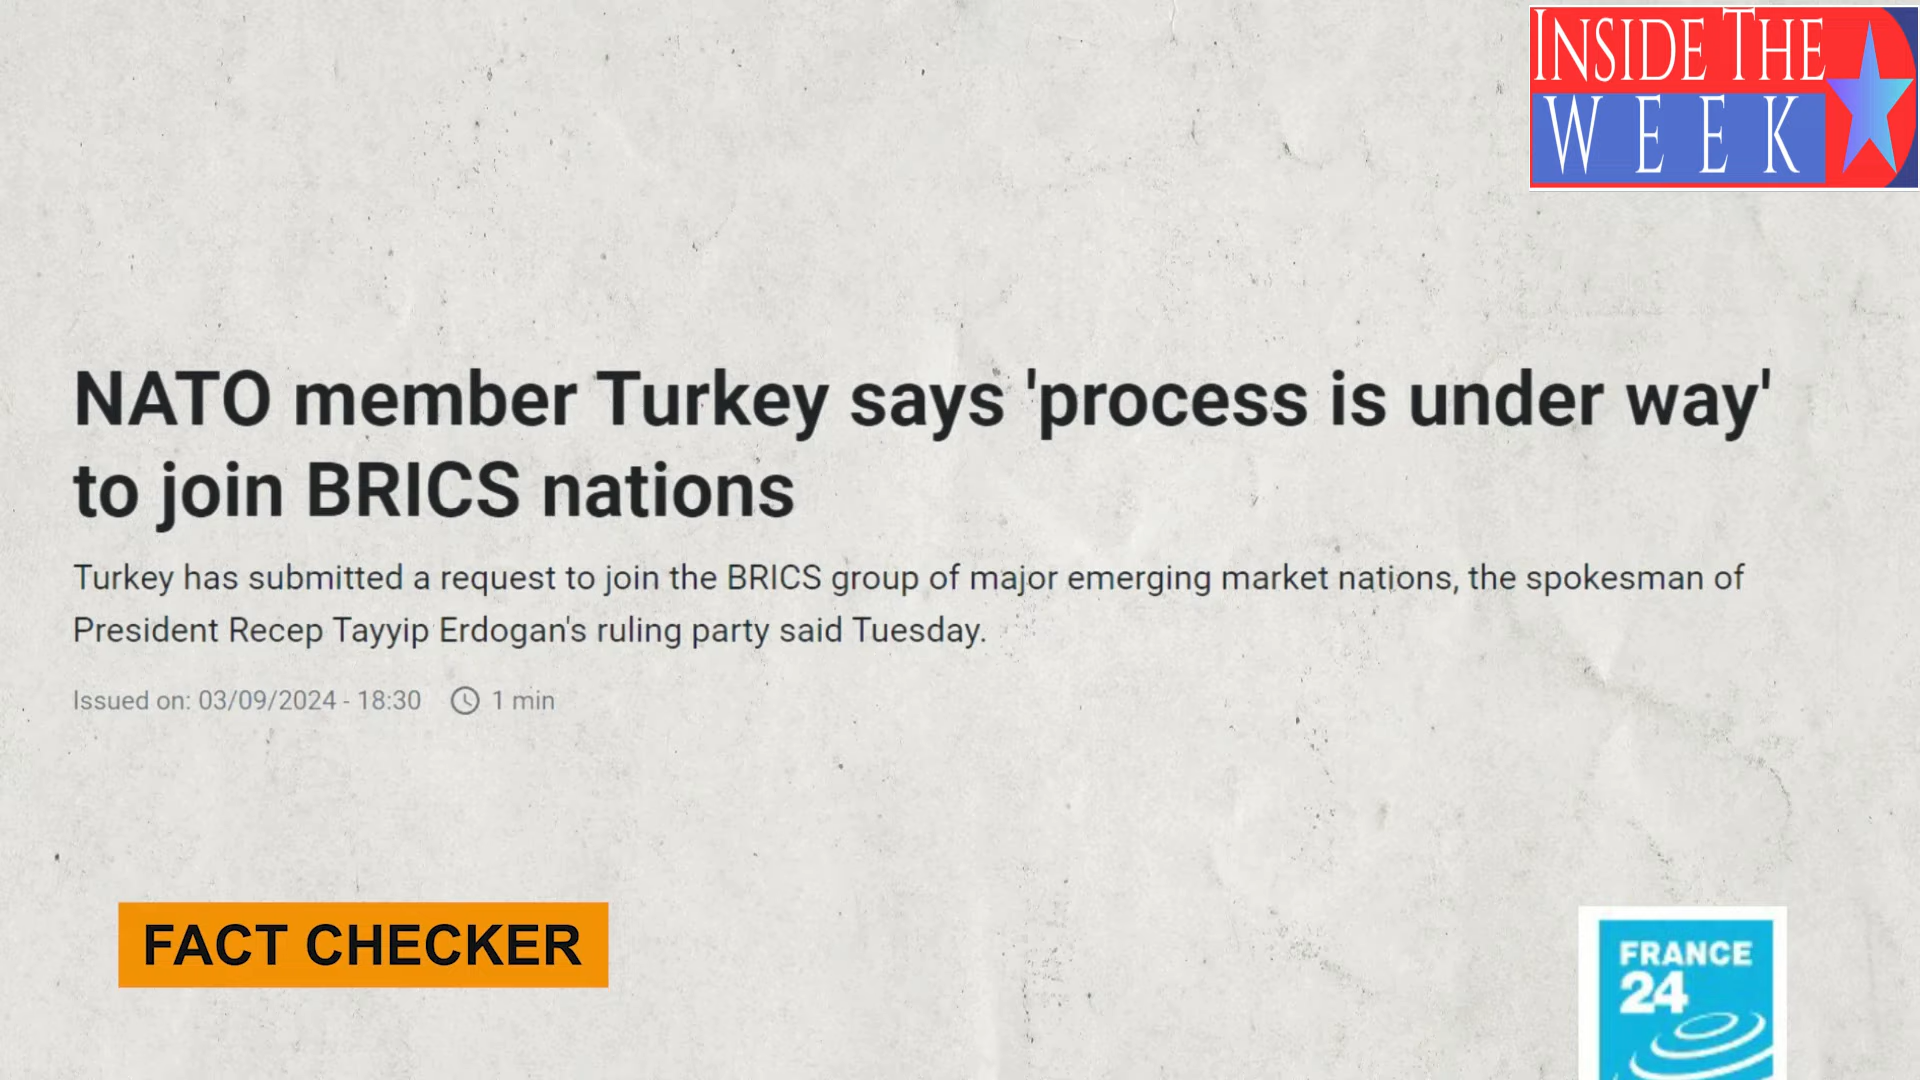 INSIDE THE
WEEK
NATO member Turkey says 'process is under way'
to join BRICS nations
Turkey has submitted a request to join the BRICS group of major emerging market nations, the spokesman of
President Recep Tayyip Erdogan's ruling party said Tuesday.
Issued on: 03/09/2024 - 18:30 1 min
FACT CHECKER
FRANCE
24